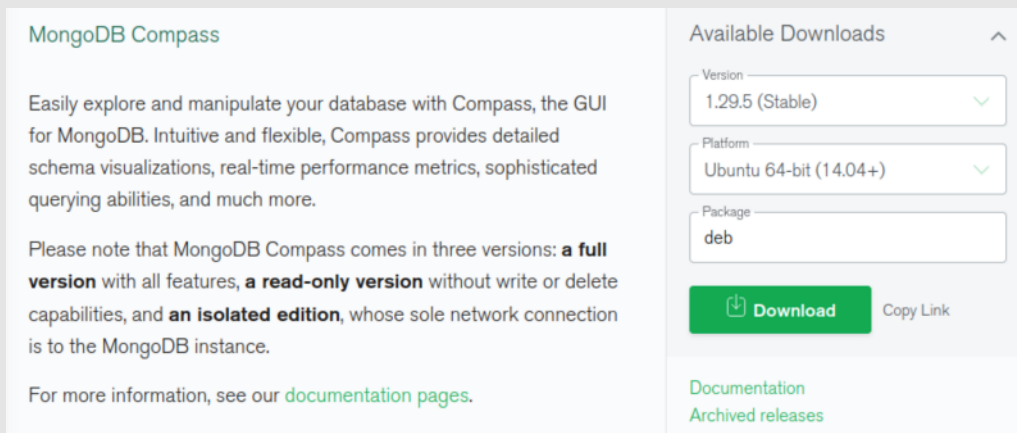 MongoDB Compass
Easily explore and manipulate your database with Compass, the GUI
for MongoDB. Intuitive and flexible, Compass provides detailed
schema visualizations, real-time performance metrics, sophisticated
querying abilities, and much more.
Please note that MongoDB Compass comes in three versions: a full
version with all features, a read-only version without write or delete
capabilities, and an isolated edition, whose sole network connection
is to the MongoDB instance.
For more information, see our documentation pages.
Available Downloads
Version
1.29.5 (Stable)
Platform
Ubuntu 64-bit (14.04+)
Package
deb
Download Copy Link
Documentation
Archived releases